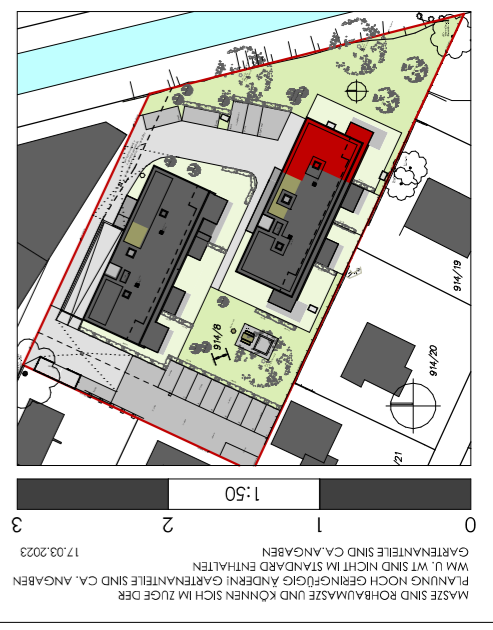 MASZE SIND ROHBAUMASZE UND KÖNNEN SICH IM ZUGE DER
PLANUNG NOCH GERINGFÜGIG ÄNDERN! GARTENANTEILE SIND CA. ANGABEN
WM U. WT SIND NICHT IM STANDARD ENTHALTEN
GARTENANTEILE SIND CA.ANGABEN 17.03.2023
0 1 2 3
1:50
/21
914/20
914/8
914/19